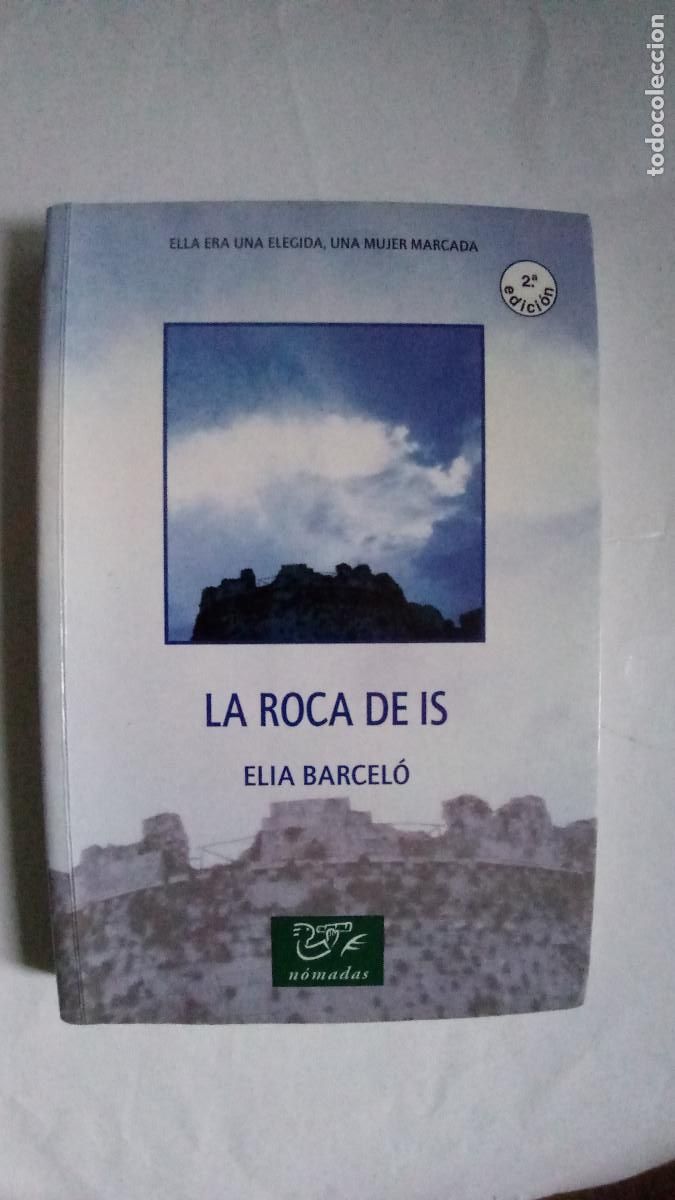 todocoleccion
ELLA ERA UNA ELEGIDA, UNA MUJER MARCADA
2.ª
edición
LA ROCA DE IS
ELIA BARCELÓ
nómadas